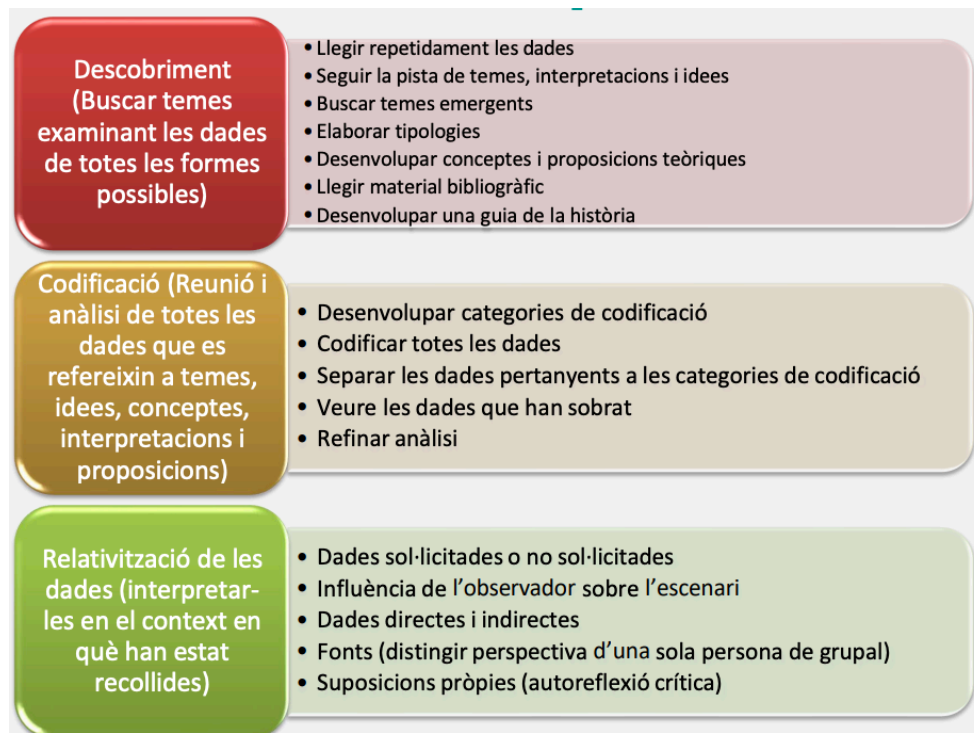 Descobriment
(Buscar temes
examinant les dades
de totes les formes
possibles)
• Llegir repetidament les dades
• Seguir la pista de temes, interpretacions i idees
• Buscar temes emergents
• Elaborar tipologies
• Desenvolupar conceptes i proposicions teòriques
• Llegir material bibliogràfic
• Desenvolupar una guia de la història
Codificació (Reunió i
anàlisi de totes les
dades que es
refereixin a temes,
idees, conceptes,
interpretacions i
proposicions)
• Desenvolupar categories de codificació
• Codificar totes les dades
• Separar les dades pertanyents a les categories de codificació
• Veure les dades que han sobrat
• Refinar anàlisi
Relativització de les
dades (interpretar-
les en el context en
què han estat
recollides)
• Dades sol·licitades o no sol·licitades
• Influència de l’observador sobre l’escenari
• Dades directes i indirectes
• Fonts (distingir perspectiva d’una sola persona de grupal)
• Suposicions pròpies (autoreflexió crítica)